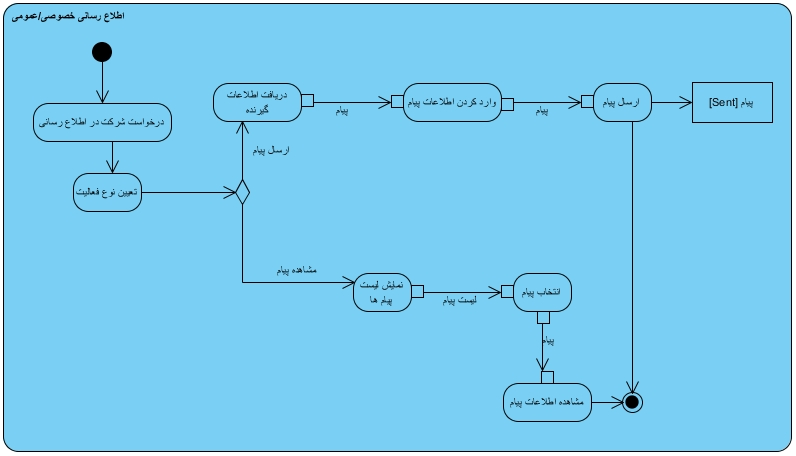 اطلاع رسانی خصوصی/عمومی
درخواست شرکت در اطلاع رسانی
تعیین نوع فعالیت
ارسال پیام
دریافت اطلاعات
گیرنده
پیام
وارد کردن اطلاعات پیام
پیام
ارسال پیام
پیام [Sent]
مشاهده پیام
نمایش لیست
پیام ها
لیست پیام
انتخاب پیام
پیام
مشاهده اطلاعات پیام